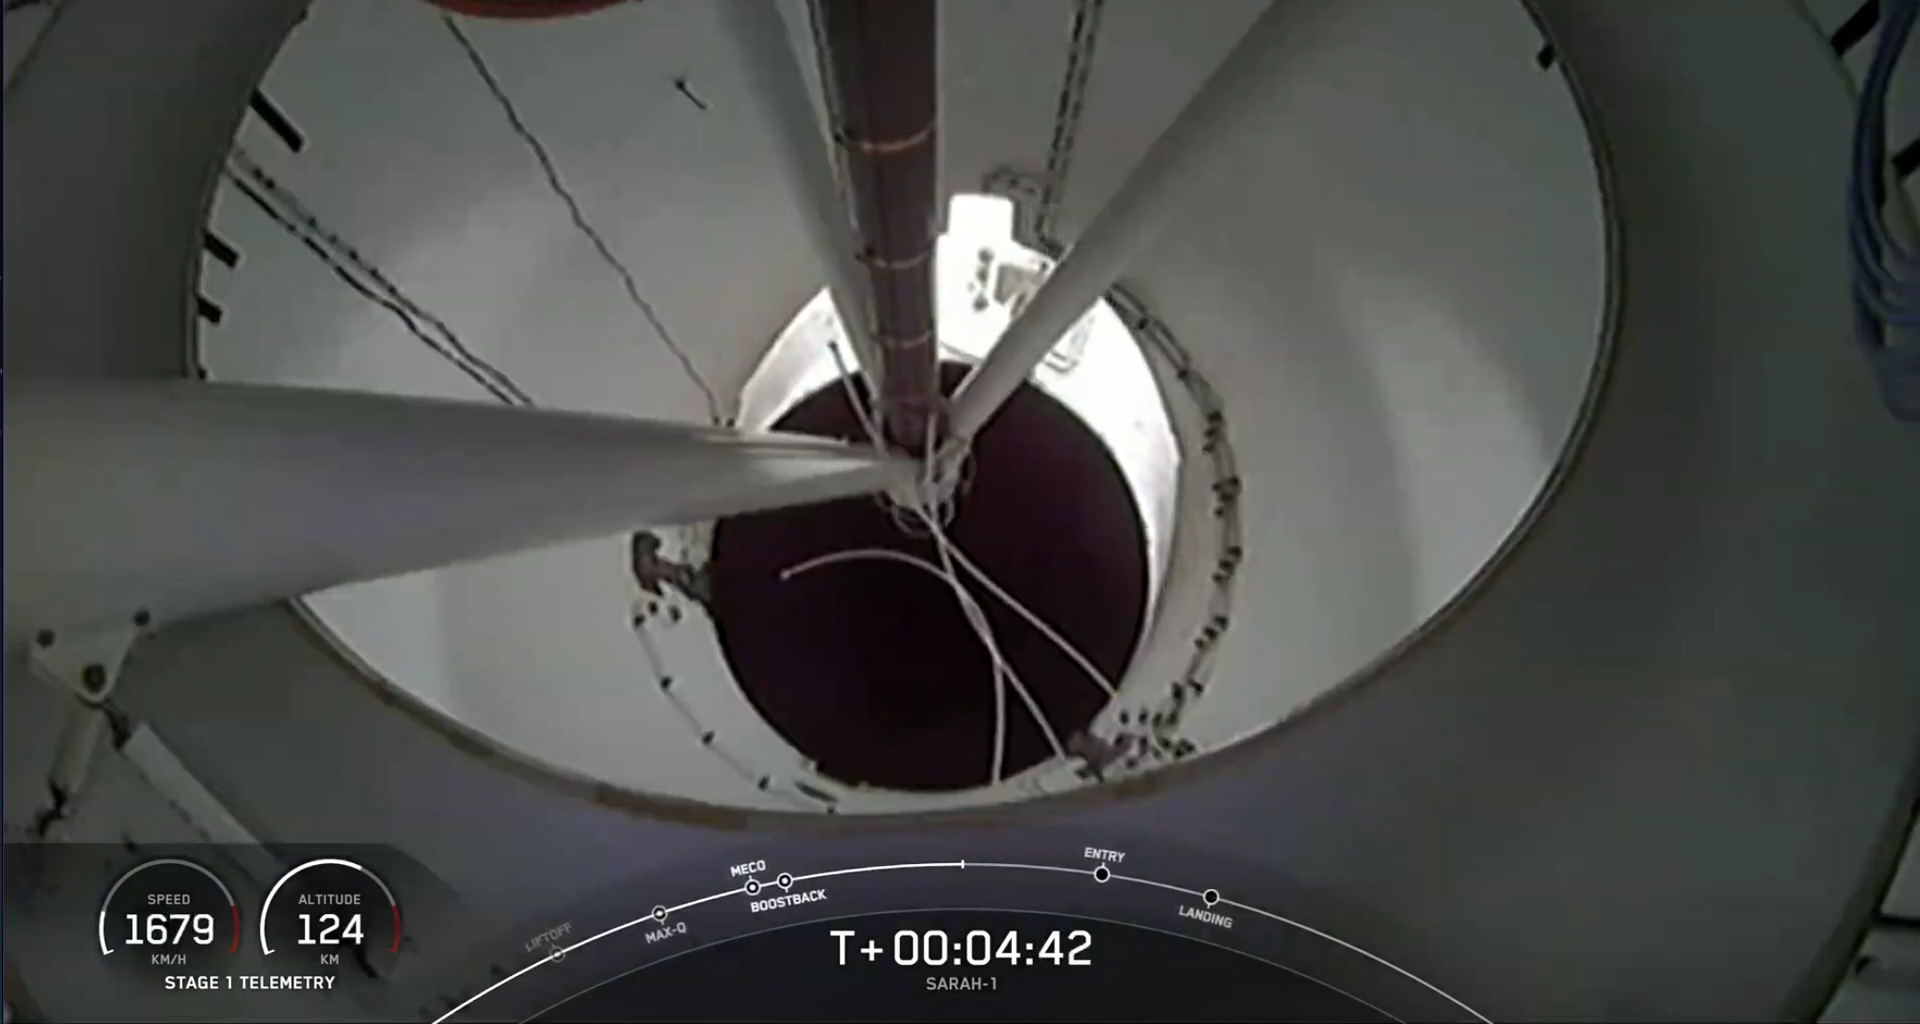 SPEED
1679
KM/H
ALTITUDE
124
KM
STAGE 1 TELEMETRY
LIFTOFF
MAX-Q
MECO
BOOSTBACK
ENTRY
LANDING
T+ 00:04:42
SARAH-1